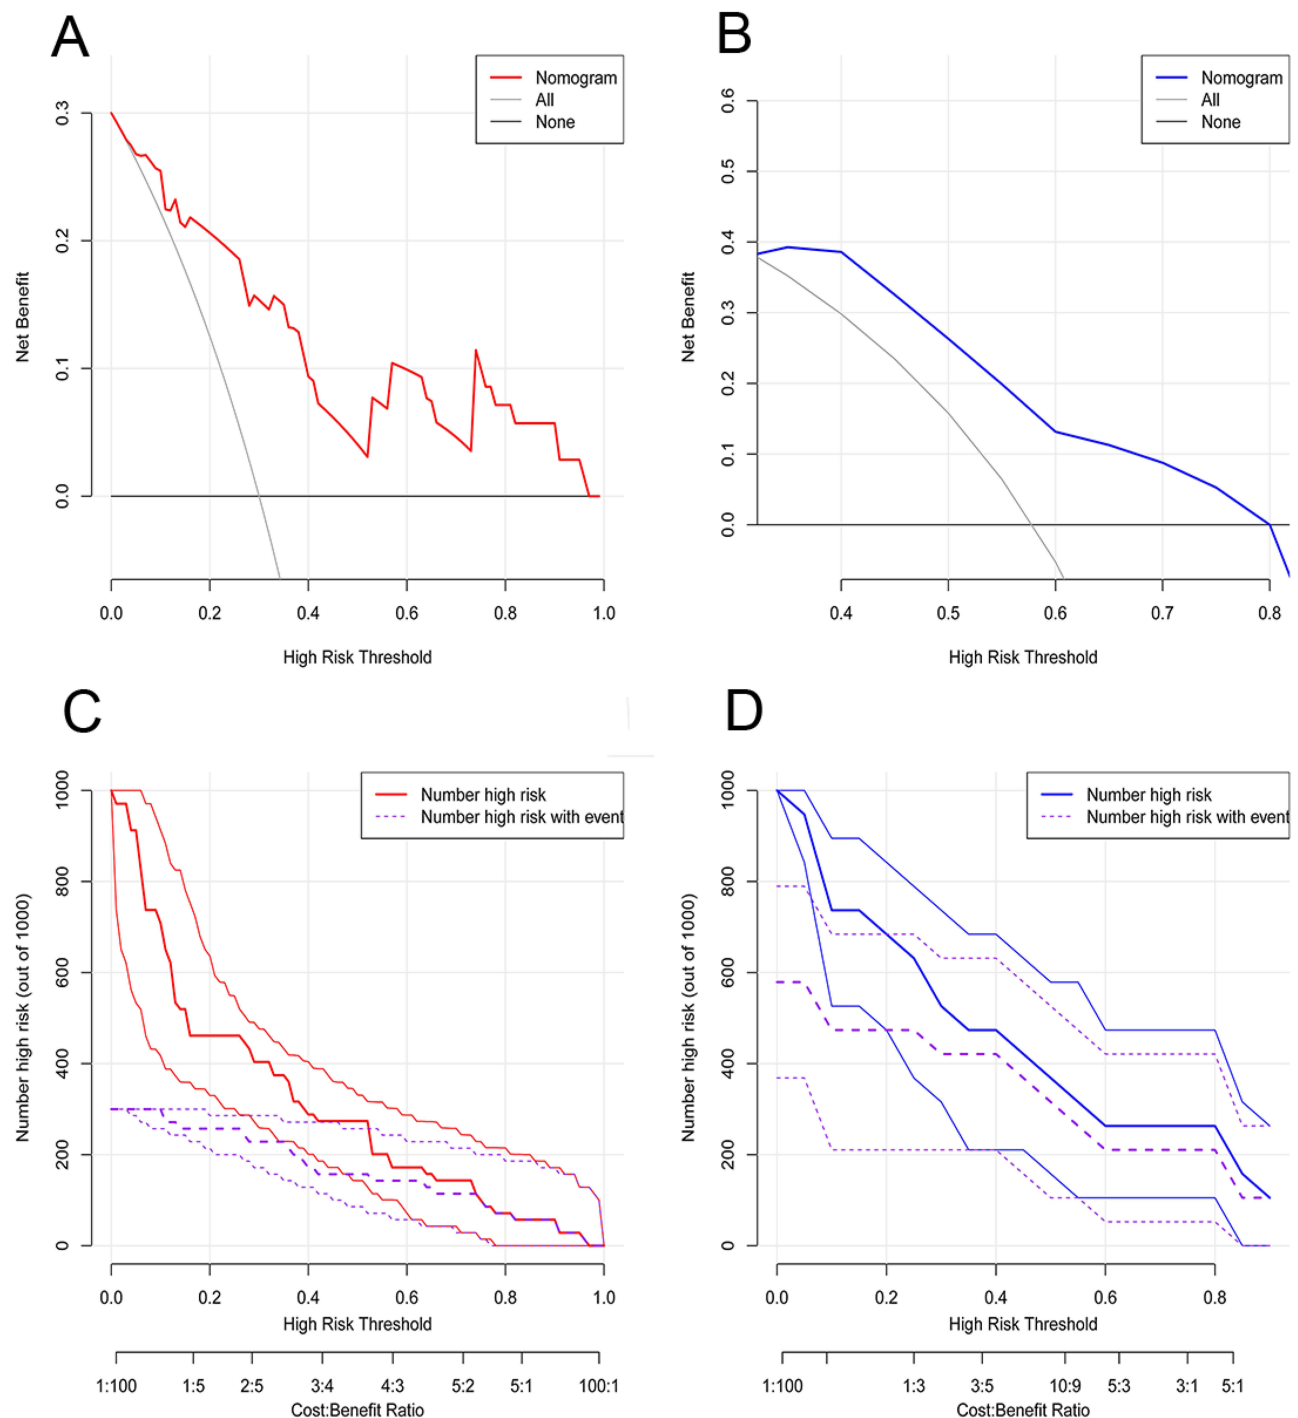 A
Nomogram
All
None
0.3
0.2
0.1
0.0
Net Benefit
0.0 0.2 0.4 0.6 0.8 1.0
High Risk Threshold
B
Nomogram
All
None
0.6
0.5
0.4
0.3
0.2
0.1
0.0
Net Benefit
0.4 0.5 0.6 0.7 0.8
High Risk Threshold
C
Number high risk
Number high risk with event
1000
800
600
400
200
0
Number high risk (out of 1000)
0.0 0.2 0.4 0.6 0.8 1.0
High Risk Threshold
1:100 1:5 2:5 3:4 4:3 5:2 5:1 100:1
Cost:Benefit Ratio
D
Number high risk
Number high risk with event
1000
800
600
400
200
0
Number high risk (out of 1000)
0.0 0.2 0.4 0.6 0.8
High Risk Threshold
1:100 1:3 3:5 10:9 5:3 3:1 5:1
Cost:Benefit Ratio